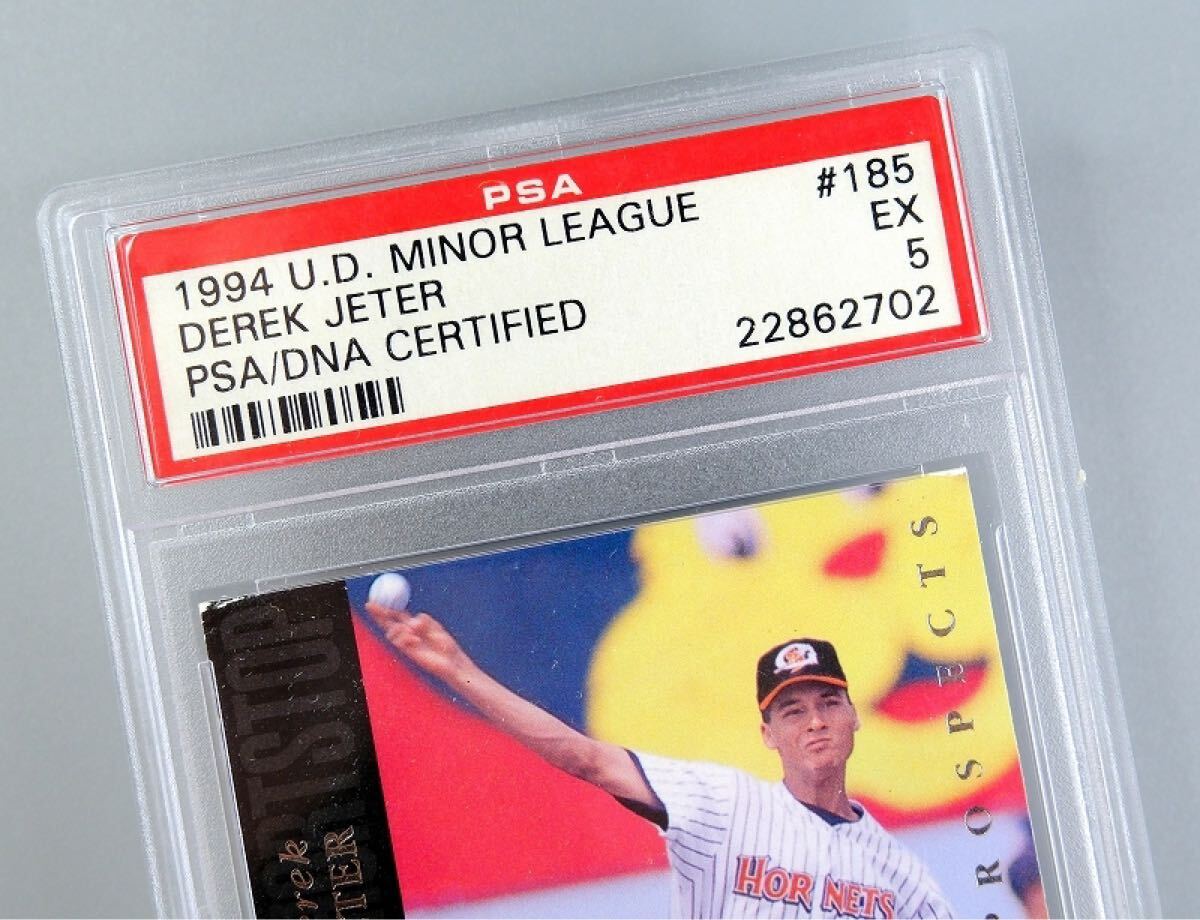 PSA
1994 U.D. MINOR LEAGUE #185
DEREK JETER EX
PSA/DNA CERTIFIED 5
22862702
PROSPECTS
HORNETS